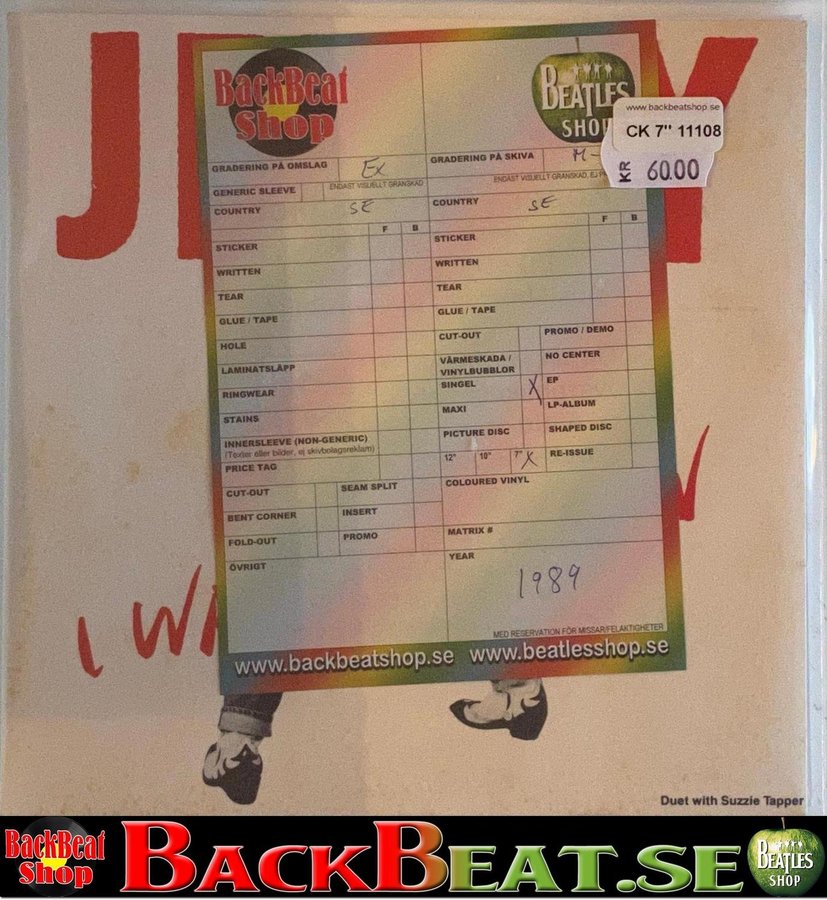 J
Y
BackBeat
Shop
BEATLES
SHOP
www.backbeatshop.se
CK 7" 11108
KR 60.00
GRADERING PÅ OMSLAG Ex
GRADERING PÅ SKIVA M-
GENERIC SLEEVE
ENDAST VISUELLT GRANSKAD
ENDAST VISUELLT GRANSKAD, EJ
COUNTRY SE
COUNTRY SE
F B
F B
STICKER
STICKER
WRITTEN
WRITTEN
TEAR
TEAR
GLUE / TAPE
GLUE / TAPE
HOLE
CUT-OUT
PROMO / DEMO
LAMINATSLÄPP
VÄRMESKADA /
VINYLBUBBLOR
NO CENTER
RINGWEAR
SINGEL X
EP
STAINS
MAXI
LP-ALBUM
INNERSLEEVE (NON-GENERIC)
(Texter eller bilder, ej skivbolagsreklam)
PICTURE DISC
SHAPED DISC
PRICE TAG
12" 10" 7" X
RE-ISSUE
CUT-OUT
SEAM SPLIT
COLOURED VINYL
BENT CORNER
INSERT
FOLD-OUT
PROMO
MATRIX #
ÖVRIGT
YEAR
1989
MED RESERVATION FÖR MISSAR/FELAKTIGHETER
www.backbeatshop.se www.beatlesshop.se
I
Duet with Suzzie Tapper
BackBeat
Shop
BACKBEAT.SE
BEATLES
SHOP